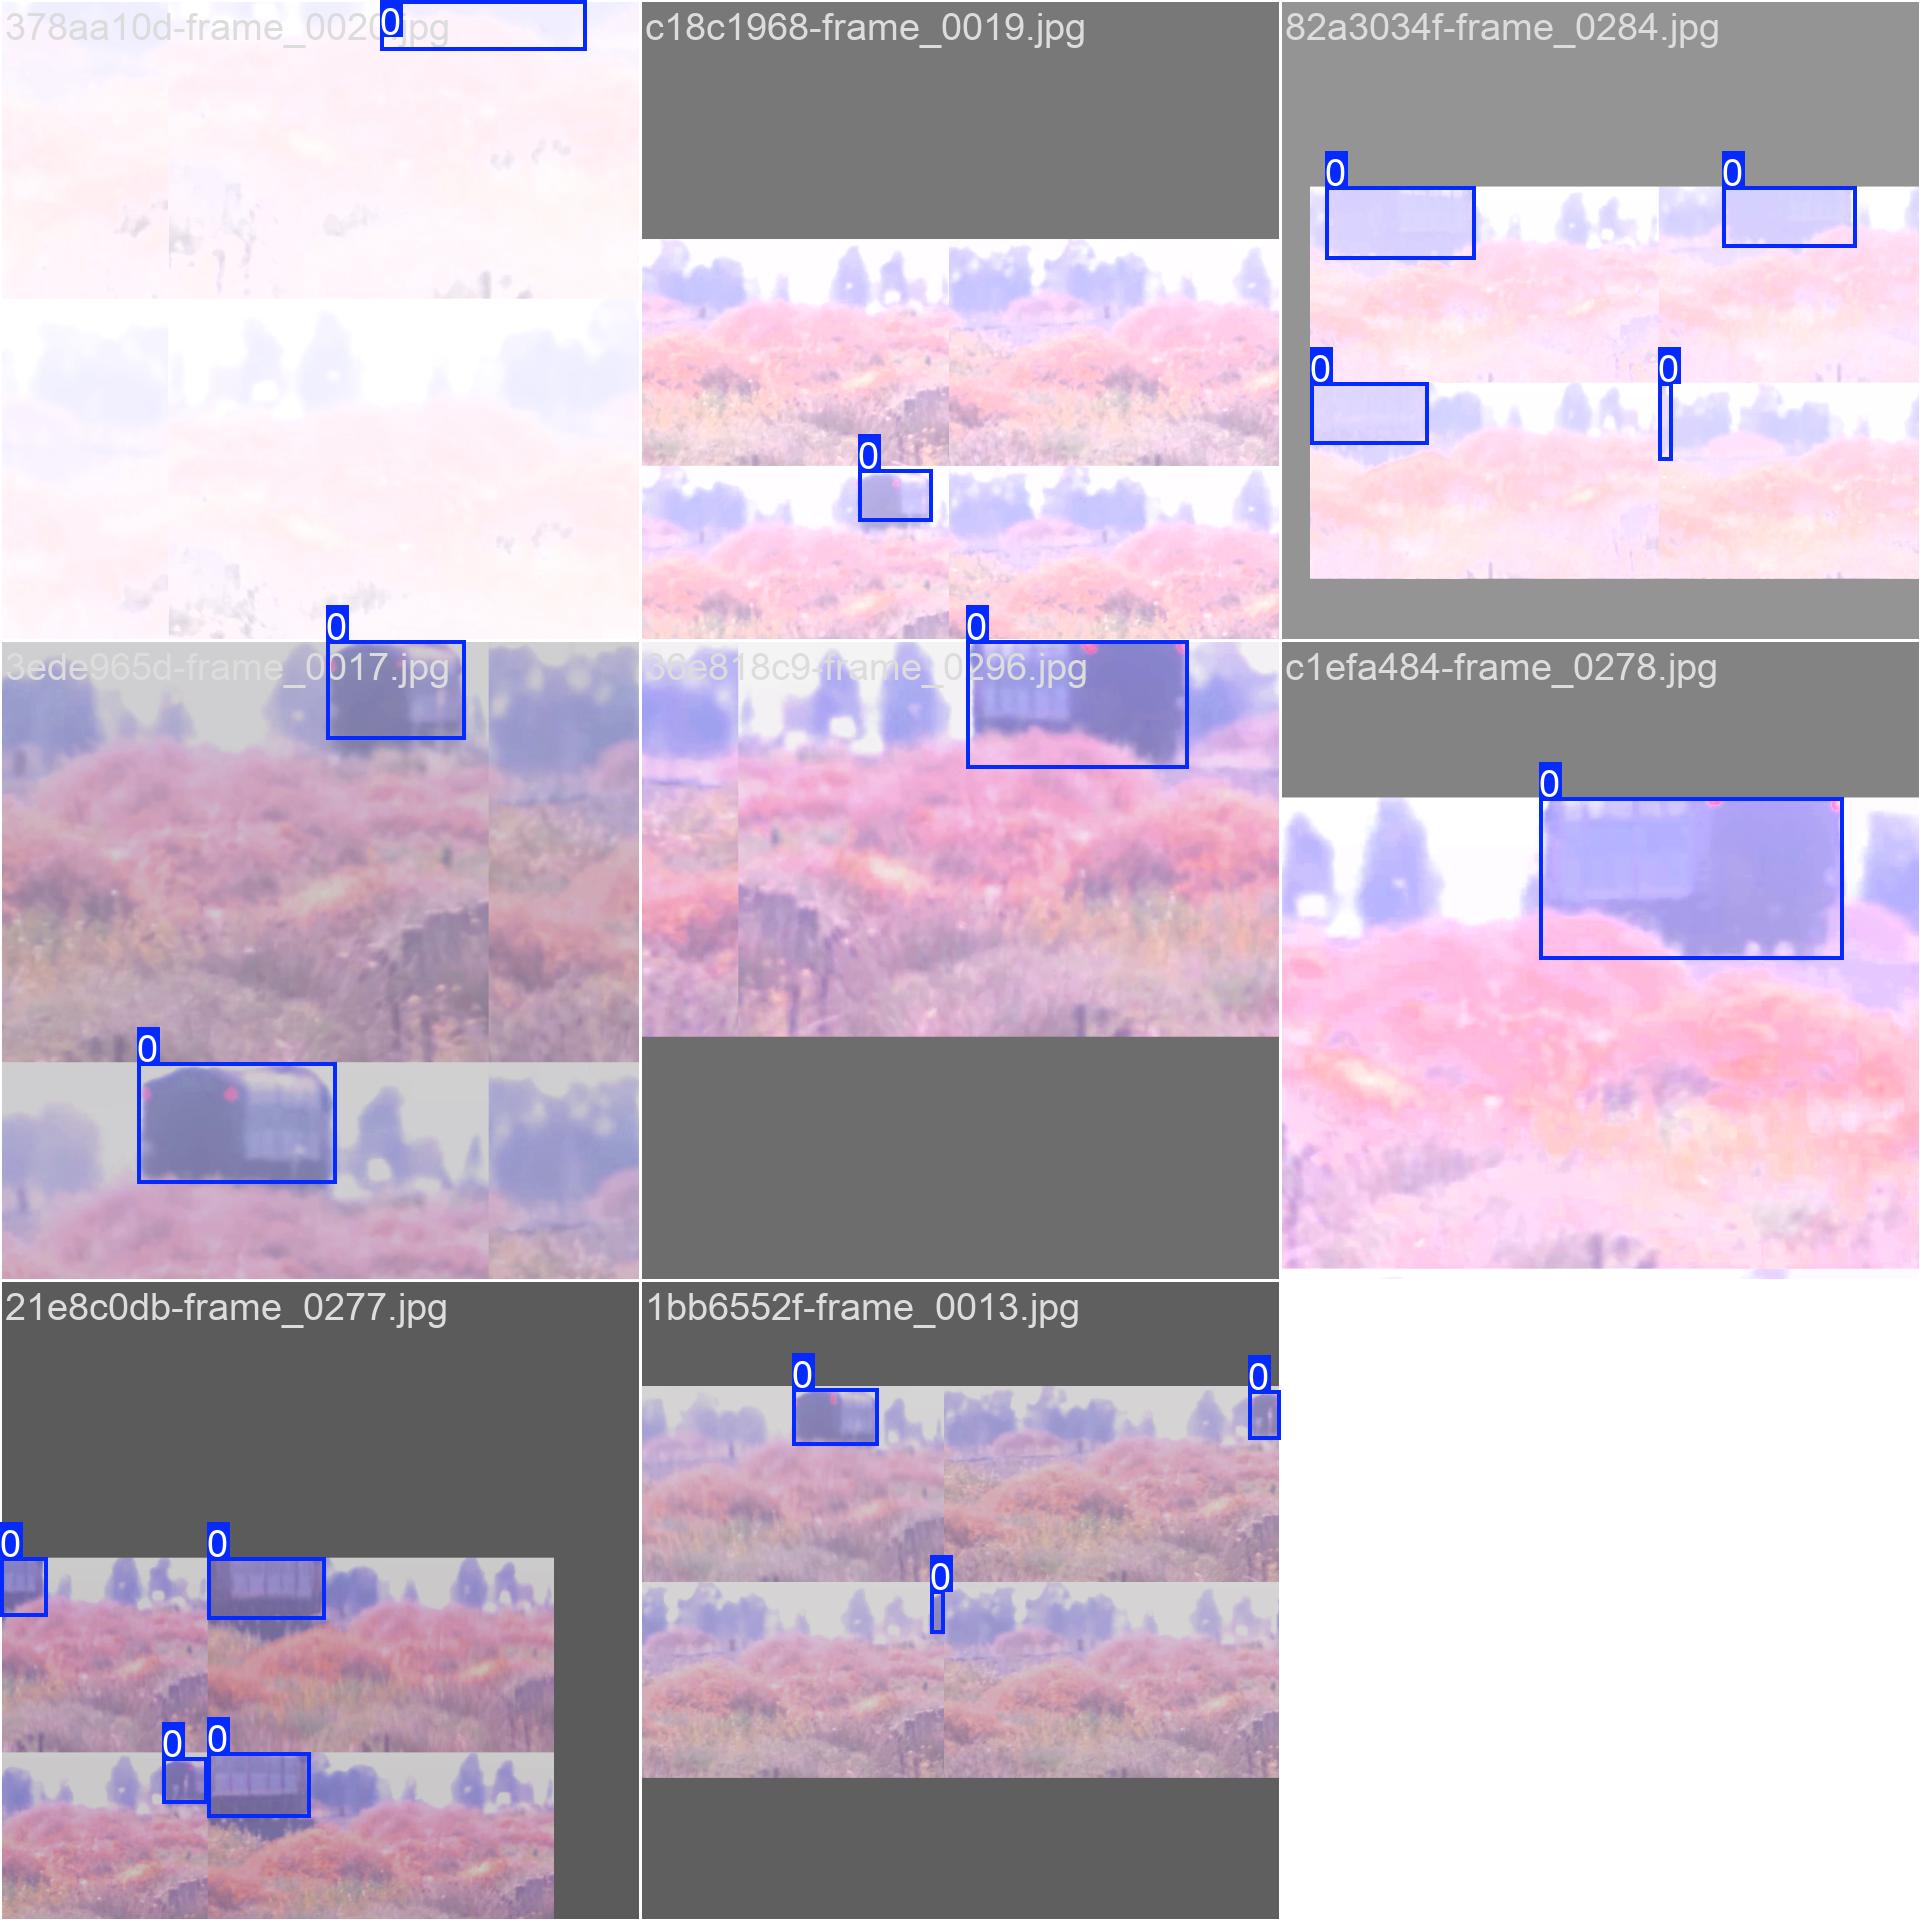 378aa10d-frame_0020.jpg
0
c18c1968-frame_0019.jpg
0
82a3034f-frame_0284.jpg
0
0
0
0
3ede965d-frame_0017.jpg
0
0
36e818c9-frame_0296.jpg
0
c1efa484-frame_0278.jpg
0
21e8c0db-frame_0277.jpg
0
0
0
0
1bb6552f-frame_0013.jpg
0
0
0